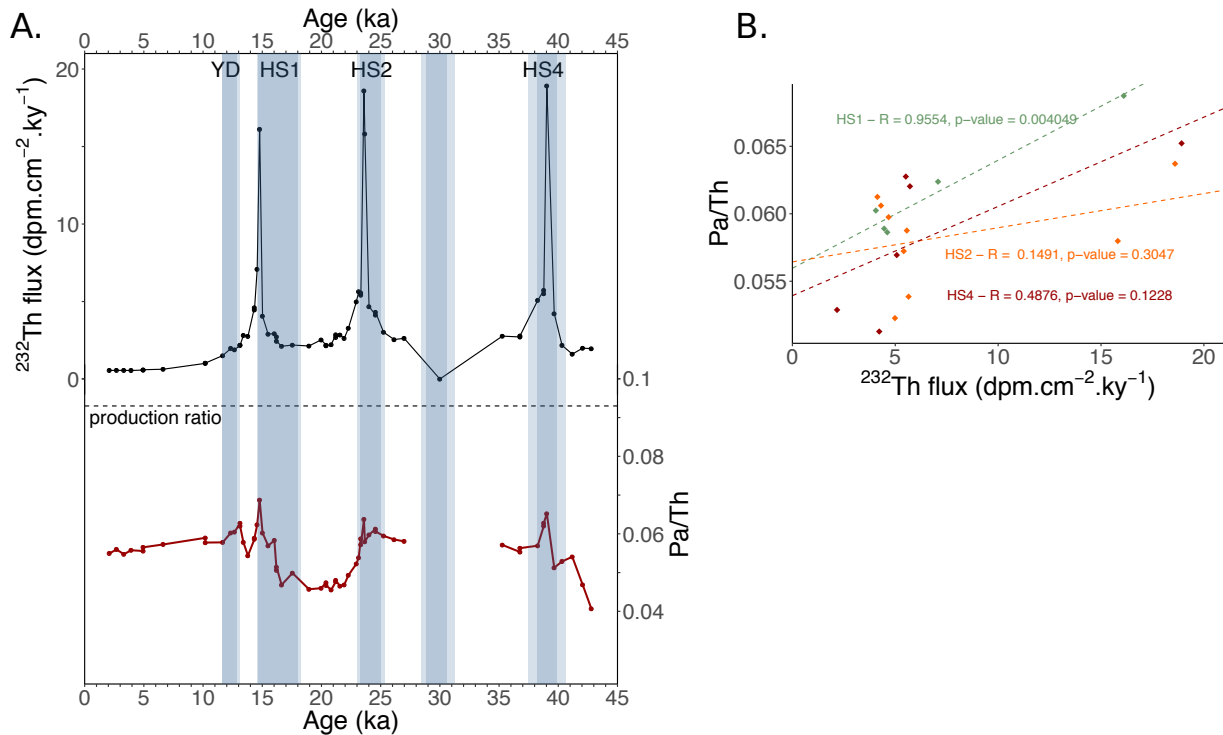 A.
Age (ka)
0 5 10 15 20 25 30 35 40 45
YD HS1 HS2 HS4
²³²Th flux (dpm.cm⁻².ky⁻¹)
20
10
0
0.1
production ratio
0.08
0.06
0.04
Pa/Th
0 5 10 15 20 25 30 35 40 45
Age (ka)
B.
HS1 − R = 0.9554, p−value = 0.004049
HS2 − R = 0.1491, p−value = 0.3047
HS4 − R = 0.4876, p−value = 0.1228
Pa/Th
0.065
0.060
0.055
0 5 10 15 20
²³²Th flux (dpm.cm⁻².ky⁻¹)